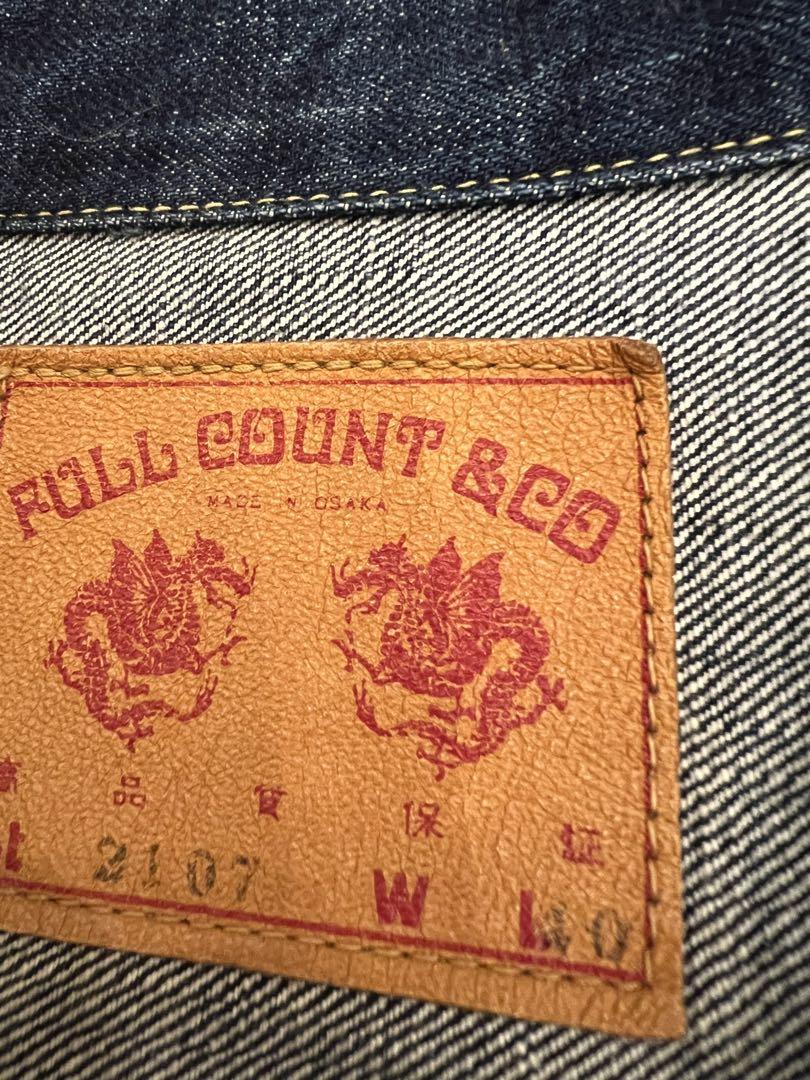 FULL COUNT & CO
MADE IN OSAKA
品 質 保 証
2107 W L 40